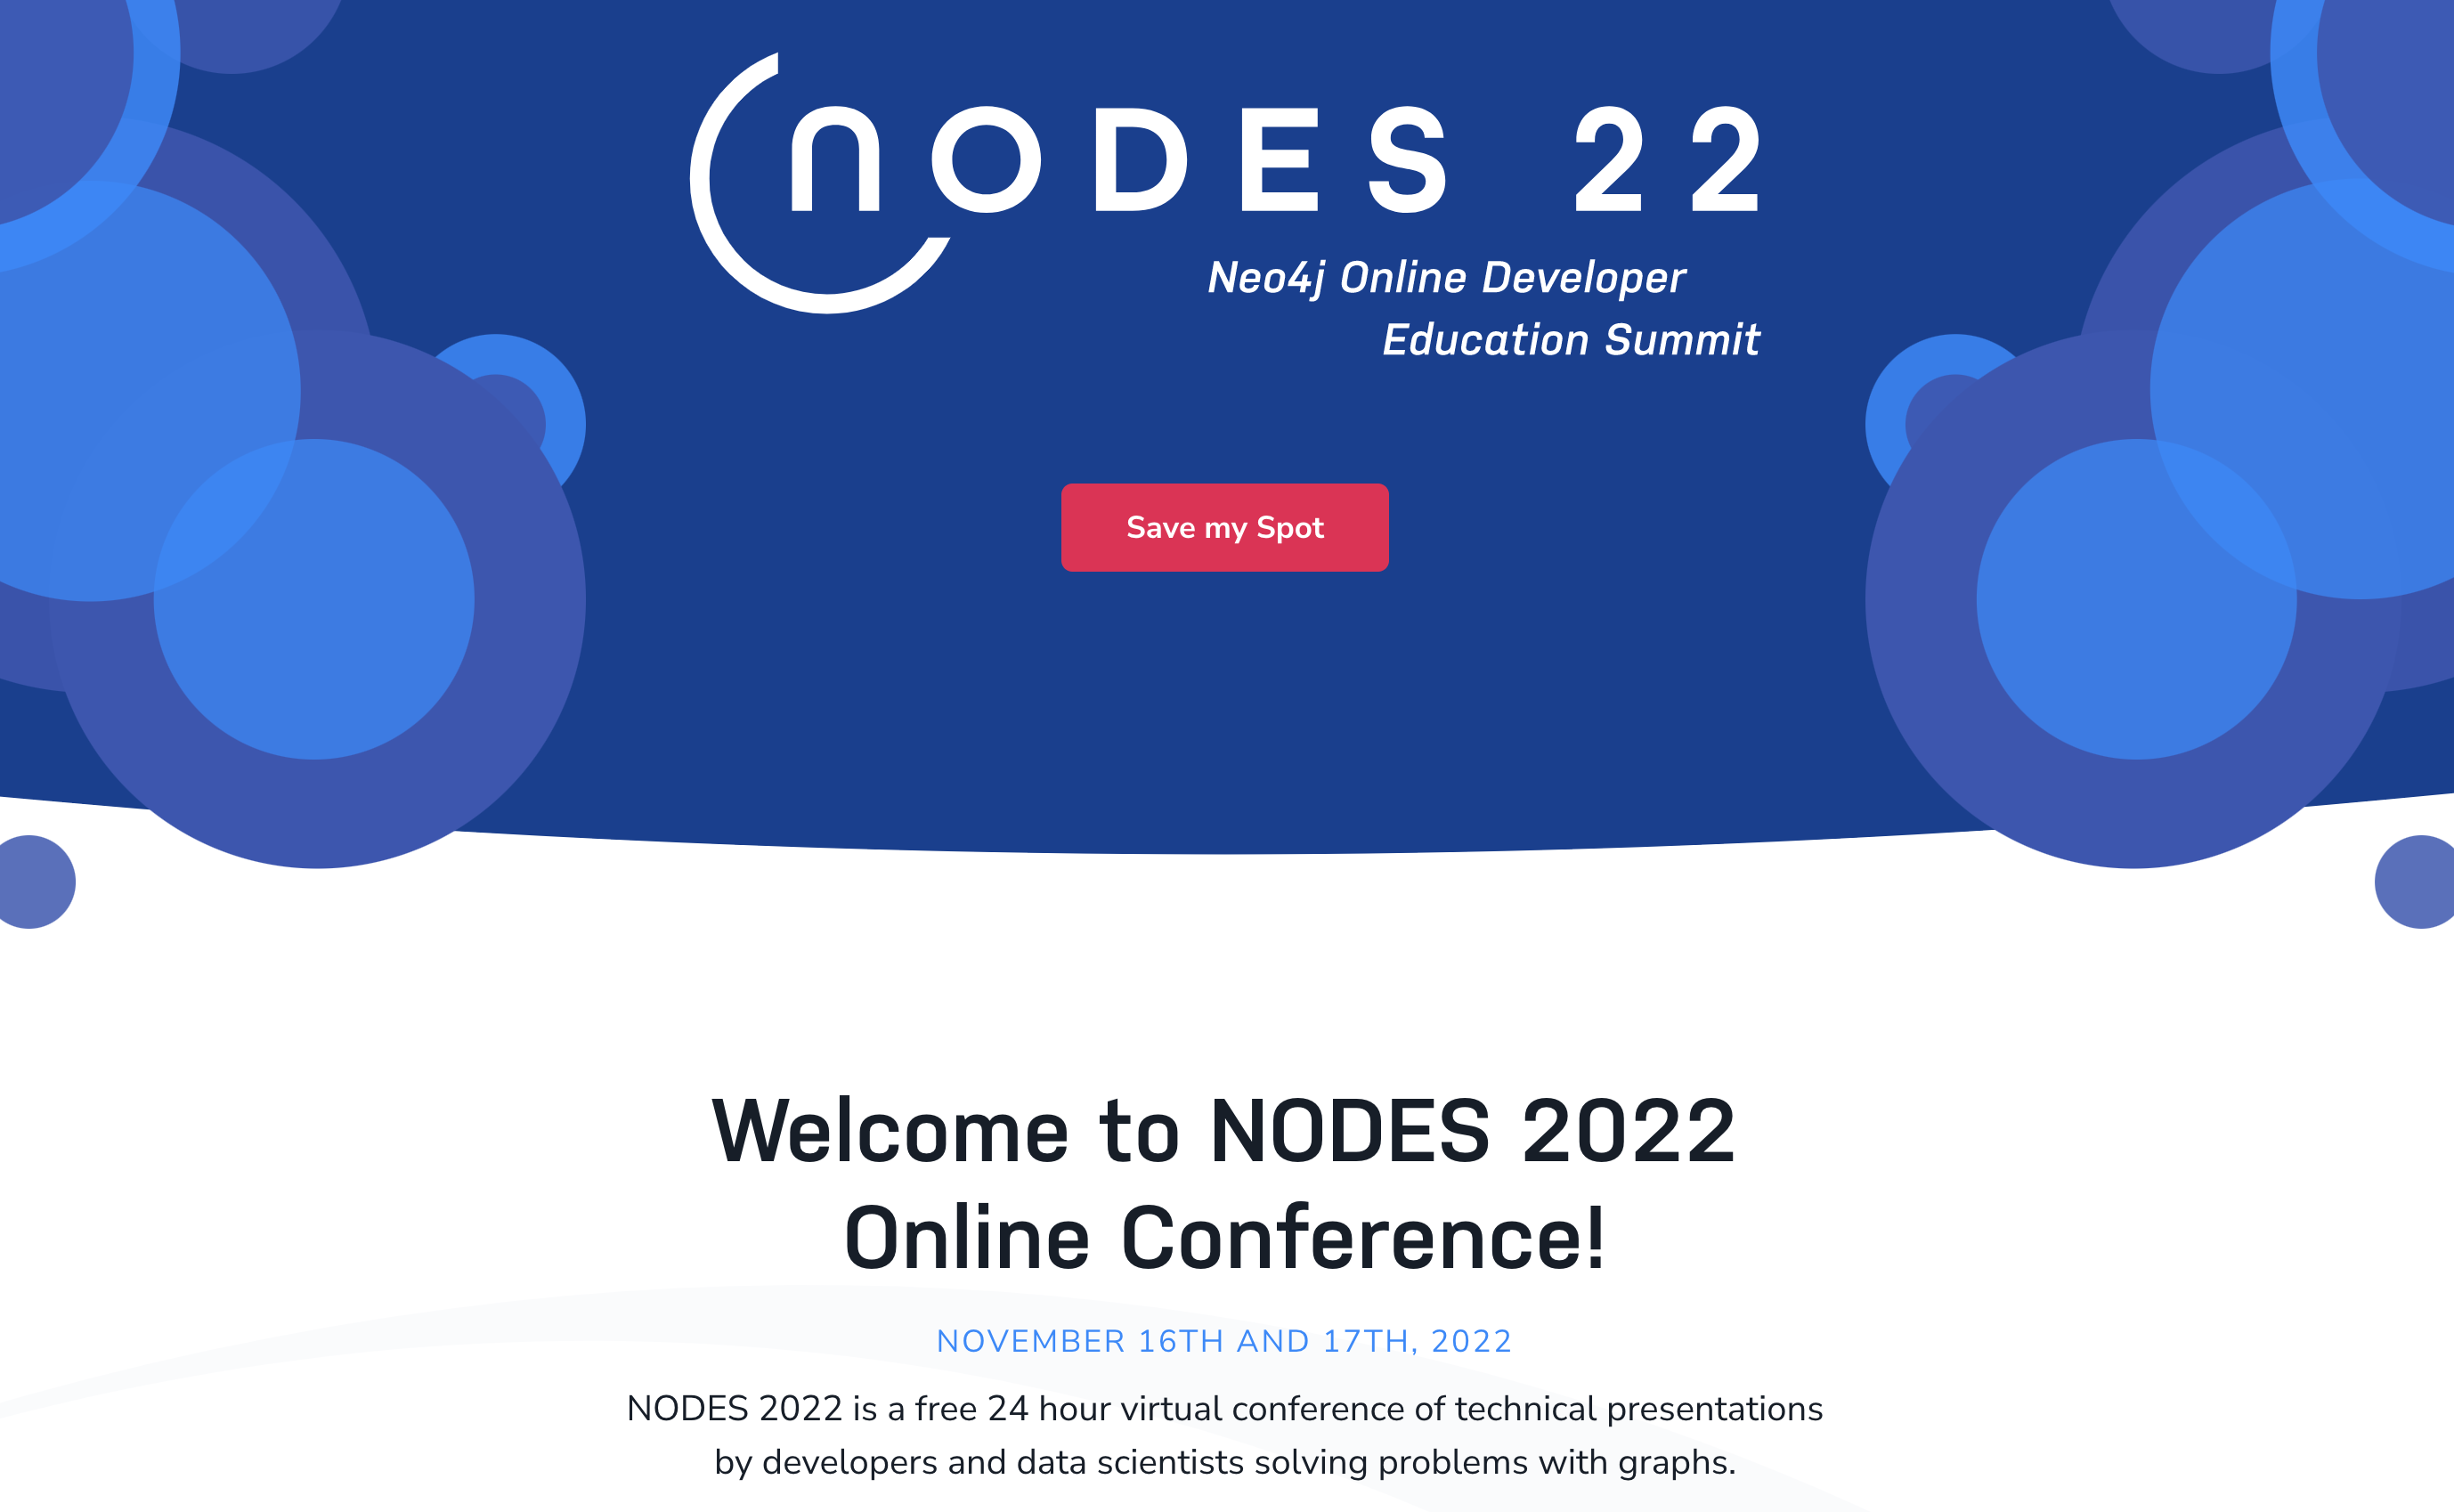 NODES 22
Neo4j Online Developer
Education Summit
Save my Spot
Welcome to NODES 2022
Online Conference!
NOVEMBER 16TH AND 17TH, 2022
NODES 2022 is a free 24 hour virtual conference of technical presentations
by developers and data scientists solving problems with graphs.